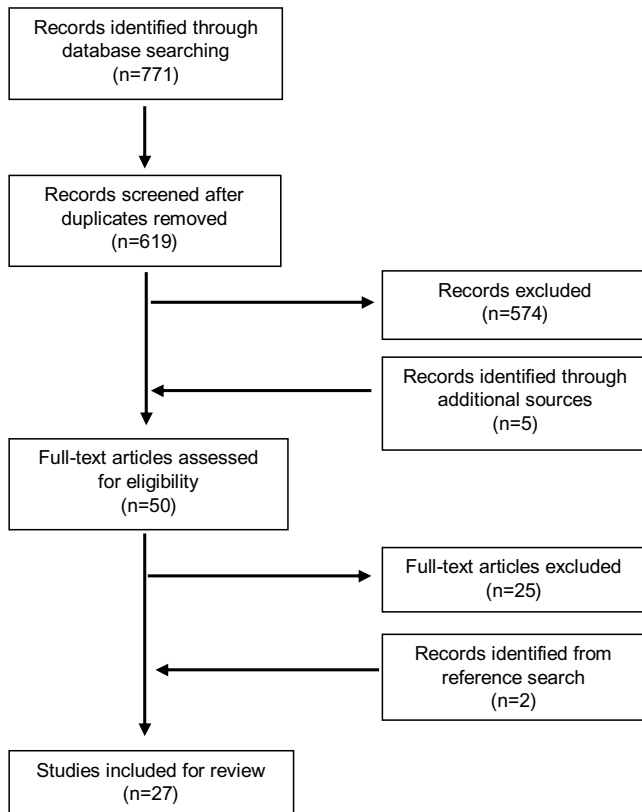 Records identified through
database searching
(n=771)
Records screened after
duplicates removed
(n=619)
Records excluded
(n=574)
Records identified through
additional sources
(n=5)
Full-text articles assessed
for eligibility
(n=50)
Full-text articles excluded
(n=25)
Records identified from
reference search
(n=2)
Studies included for review
(n=27)